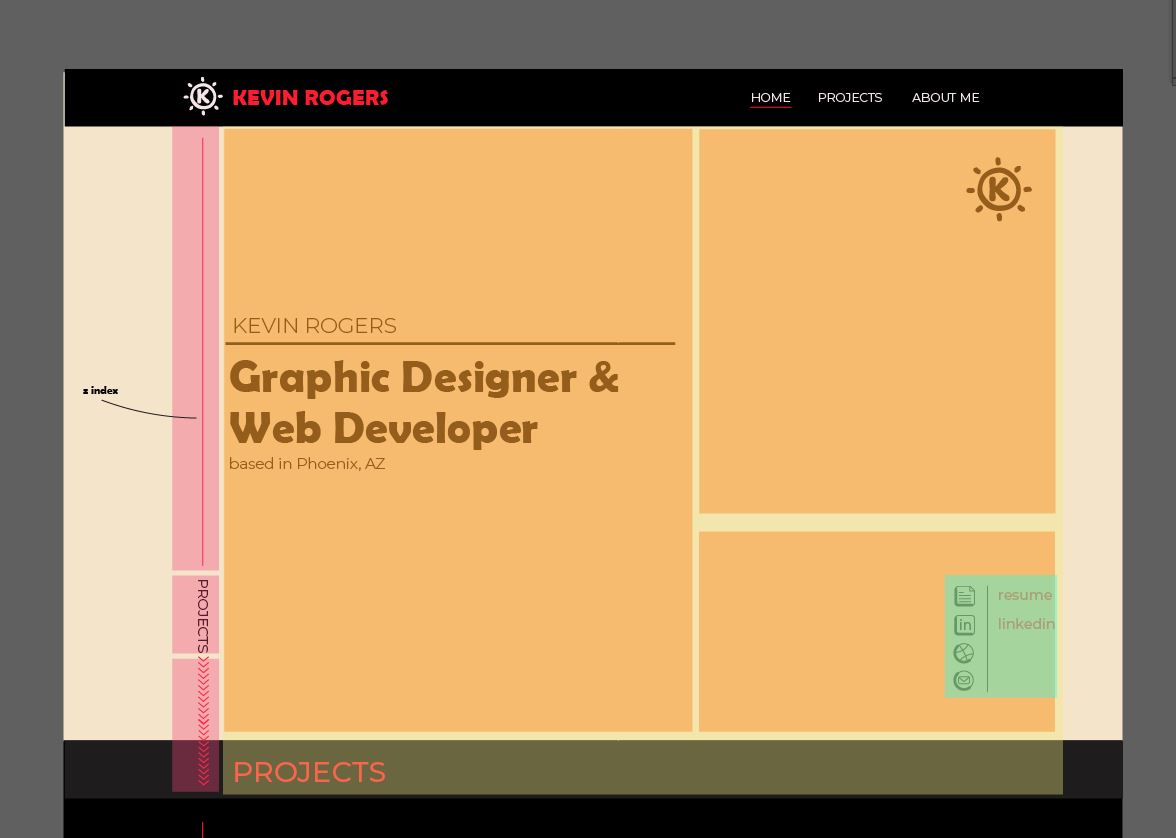 K KEVIN ROGERS
HOME PROJECTS ABOUT ME
K
KEVIN ROGERS
Graphic Designer &
Web Developer
based in Phoenix, AZ
z index
PROJECTS
resume
in linkedin
PROJECTS